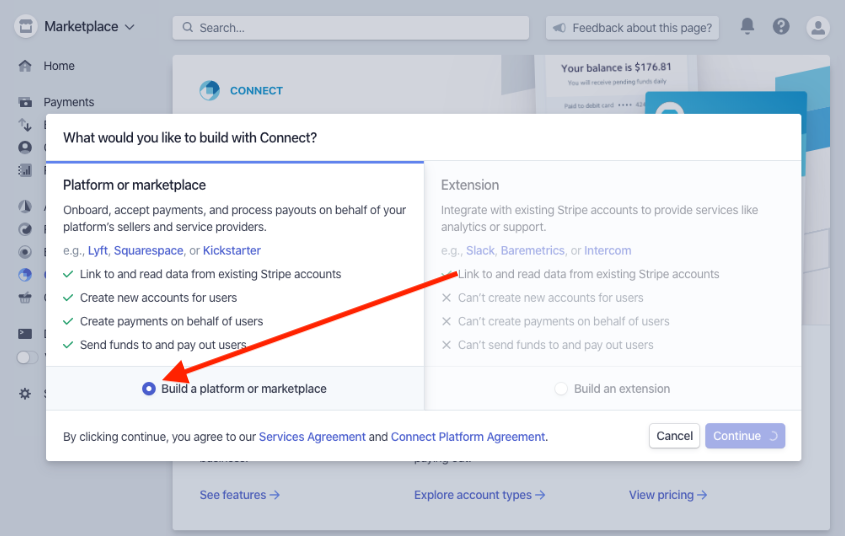 Marketplace
Search...
Feedback about this page?
Home
Payments
CONNECT
Your balance is $176.81
You will receive pending funds daily
Paid to debit card
What would you like to build with Connect?
Platform or marketplace
Onboard, accept payments, and process payouts on behalf of your
platform's sellers and service providers.
e.g., Lyft, Squarespace, or Kickstarter
Link to and read data from existing Stripe accounts
Create new accounts for users
Create payments on behalf of users
Send funds to and pay out users
Build a platform or marketplace
Extension
Integrate with existing Stripe accounts to provide services like
analytics or support.
e.g., Slack, Baremetrics, or Intercom
Link to and read data from existing Stripe accounts
Can't create new accounts for users
Can't create payments on behalf of users
Can't send funds to and pay out users
Build an extension
By clicking continue, you agree to our Services Agreement and Connect Platform Agreement.
Cancel
Continue
See features →
Explore account types →
View pricing →